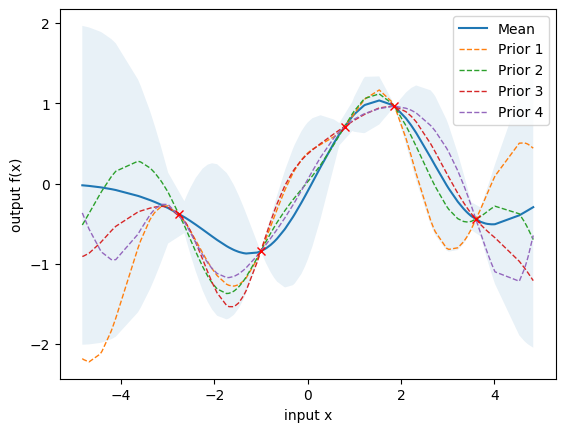 2
1
0
−1
−2
output f(x)
Mean
Prior 1
Prior 2
Prior 3
Prior 4
−4
−2
0
2
4
input x